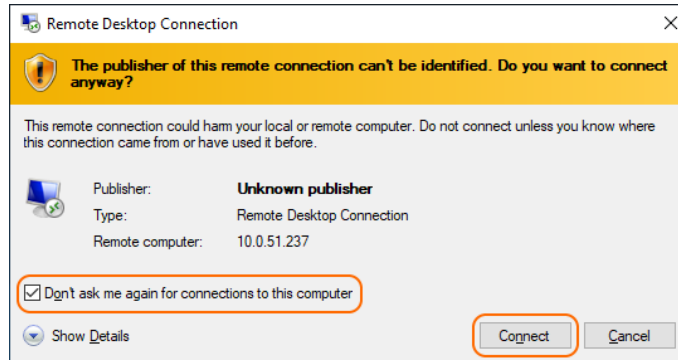 Remote Desktop Connection
The publisher of this remote connection can't be identified. Do you want to connect
anyway?
This remote connection could harm your local or remote computer. Do not connect unless you know where
this connection came from or have used it before.
Publisher: Unknown publisher
Type: Remote Desktop Connection
Remote computer: 10.0.51.237
Don't ask me again for connections to this computer
Show Details Connect Cancel